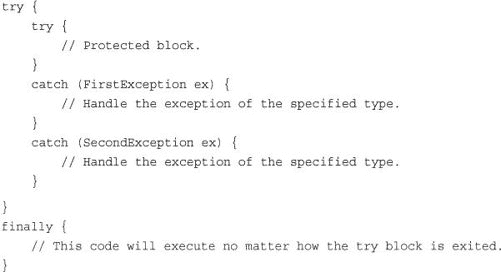 try {
    try {
        // Protected block.
    }
    catch (FirstException ex) {
        // Handle the exception of the specified type.
    }
    catch (SecondException ex) {
        // Handle the exception of the specified type.
    }
}
finally {
    // This code will execute no matter how the try block is exited.
}